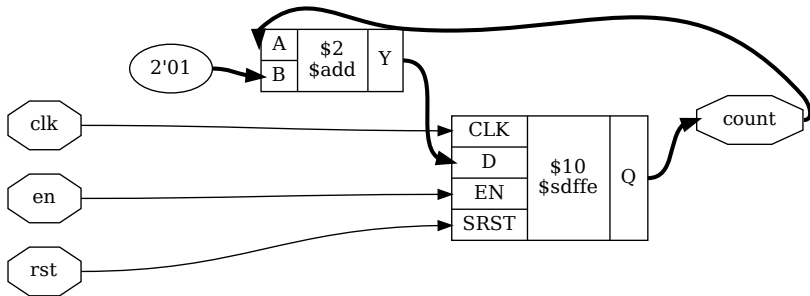 A
B
$2
$add
Y
2'01
clk
en
rst
CLK
D
EN
SRST
$10
$sdffe
Q
count